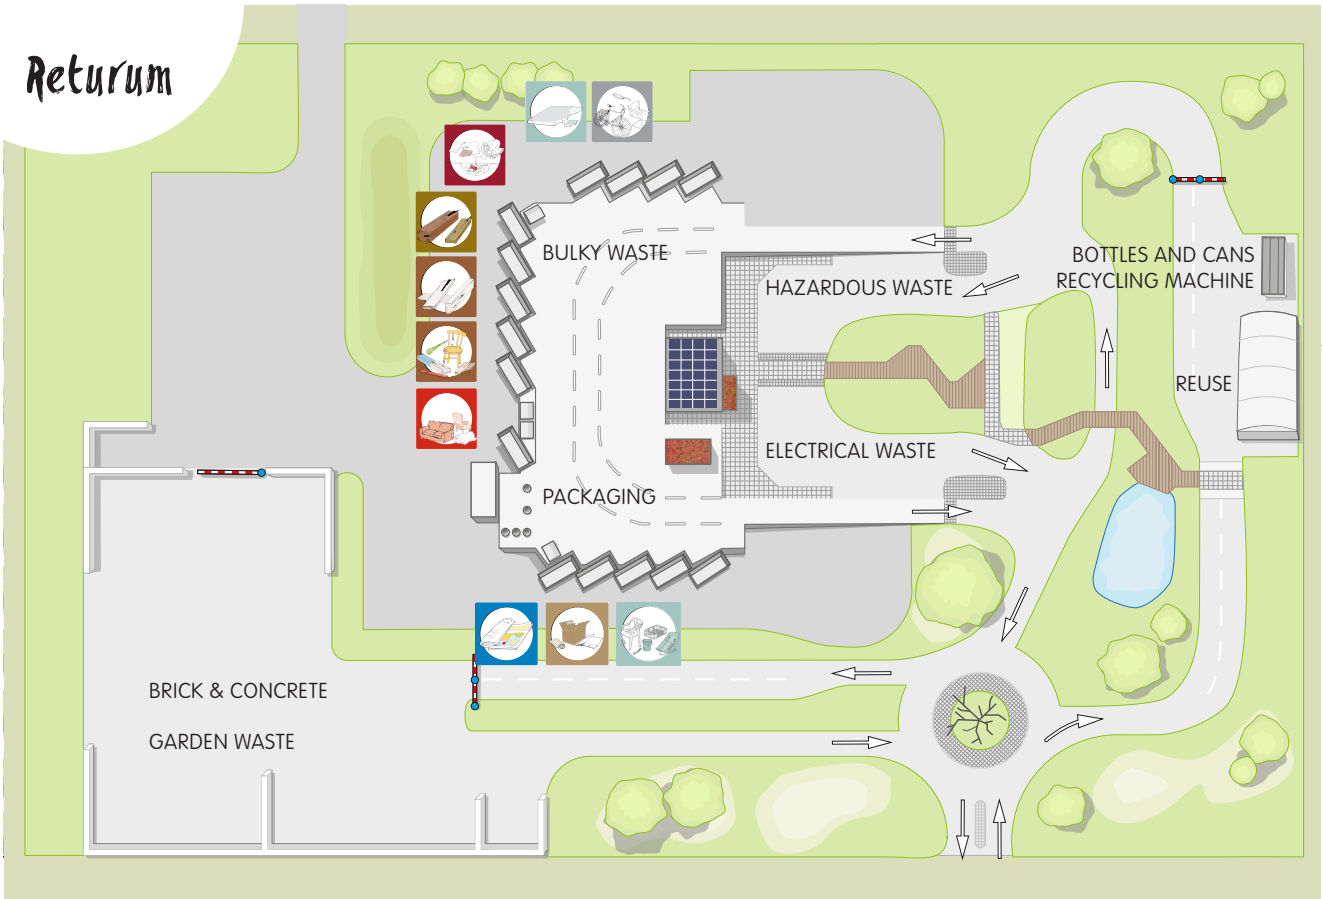 Returum
BULKY WASTE
HAZARDOUS WASTE
BOTTLES AND CANS
RECYCLING MACHINE
REUSE
ELECTRICAL WASTE
PACKAGING
BRICK & CONCRETE
GARDEN WASTE